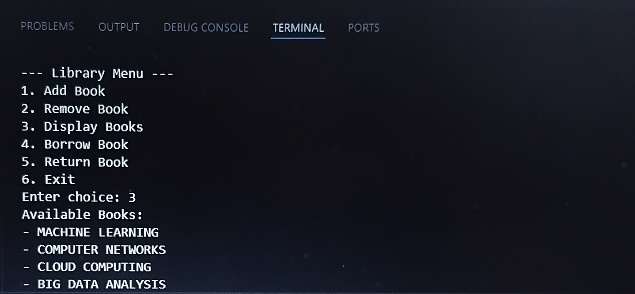 PROBLEMS OUTPUT DEBUG CONSOLE TERMINAL PORTS
--- Library Menu ---
1. Add Book
2. Remove Book
3. Display Books
4. Borrow Book
5. Return Book
6. Exit
Enter choice: 3
Available Books:
- MACHINE LEARNING
- COMPUTER NETWORKS
- CLOUD COMPUTING
- BIG DATA ANALYSIS